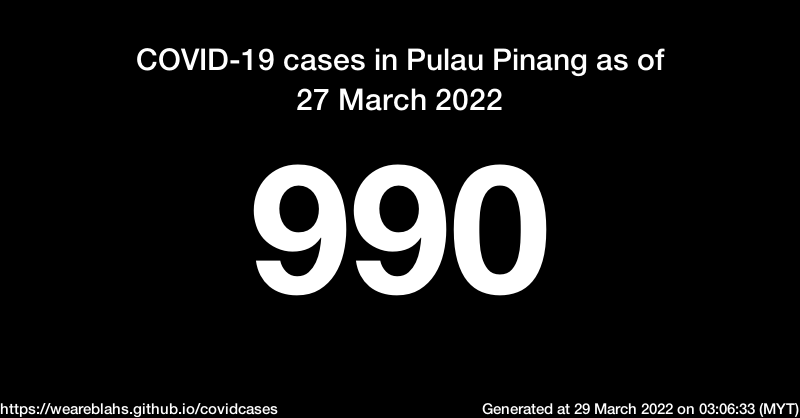 COVID-19 cases in Pulau Pinang as of
27 March 2022
990
https://weareblahs.github.io/covidcases
Generated at 29 March 2022 on 03:06:33 (MYT)